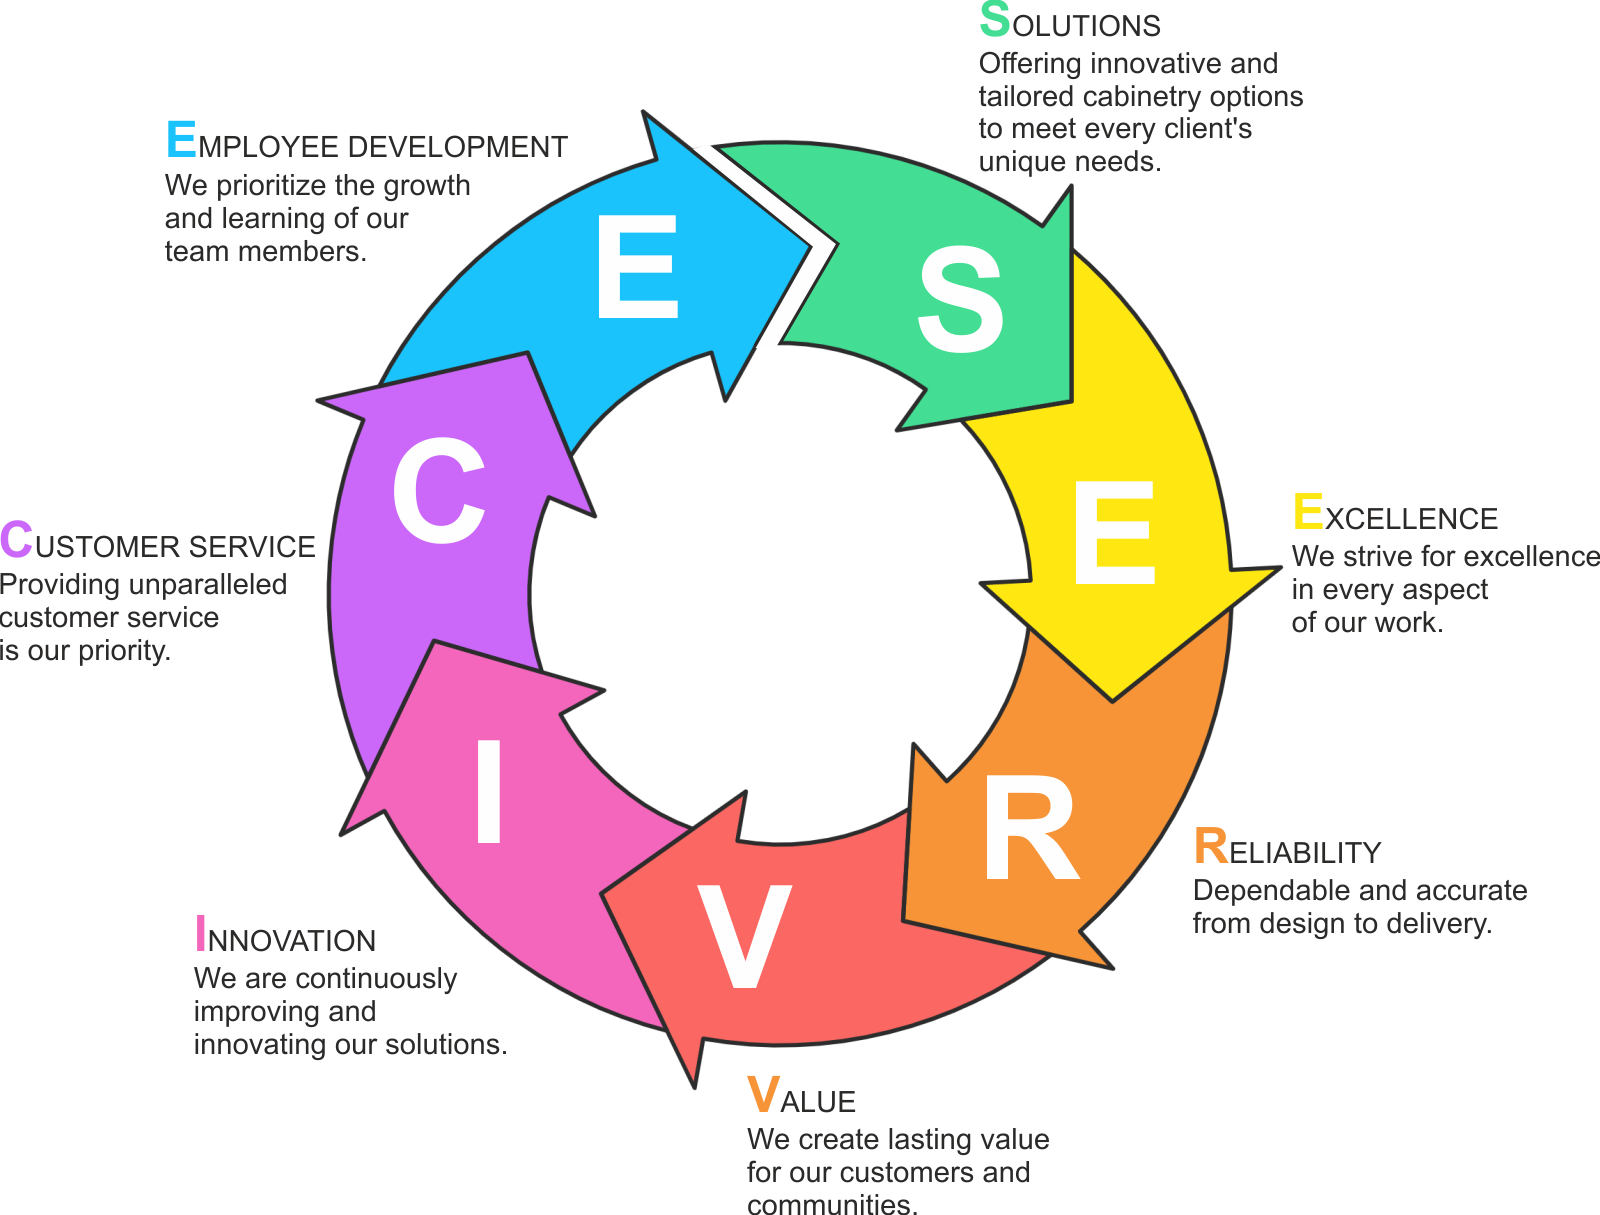 SOLUTIONS
Offering innovative and
tailored cabinetry options
to meet every client's
unique needs.
EXCELLENCE
We strive for excellence
in every aspect
of our work.
RELIABILITY
Dependable and accurate
from design to delivery.
VALUE
We create lasting value
for our customers and
communities.
INNOVATION
We are continuously
improving and
innovating our solutions.
CUSTOMER SERVICE
Providing unparalleled
customer service
is our priority.
EMPLOYEE DEVELOPMENT
We prioritize the growth
and learning of our
team members.
S
E
R
V
I
C
E